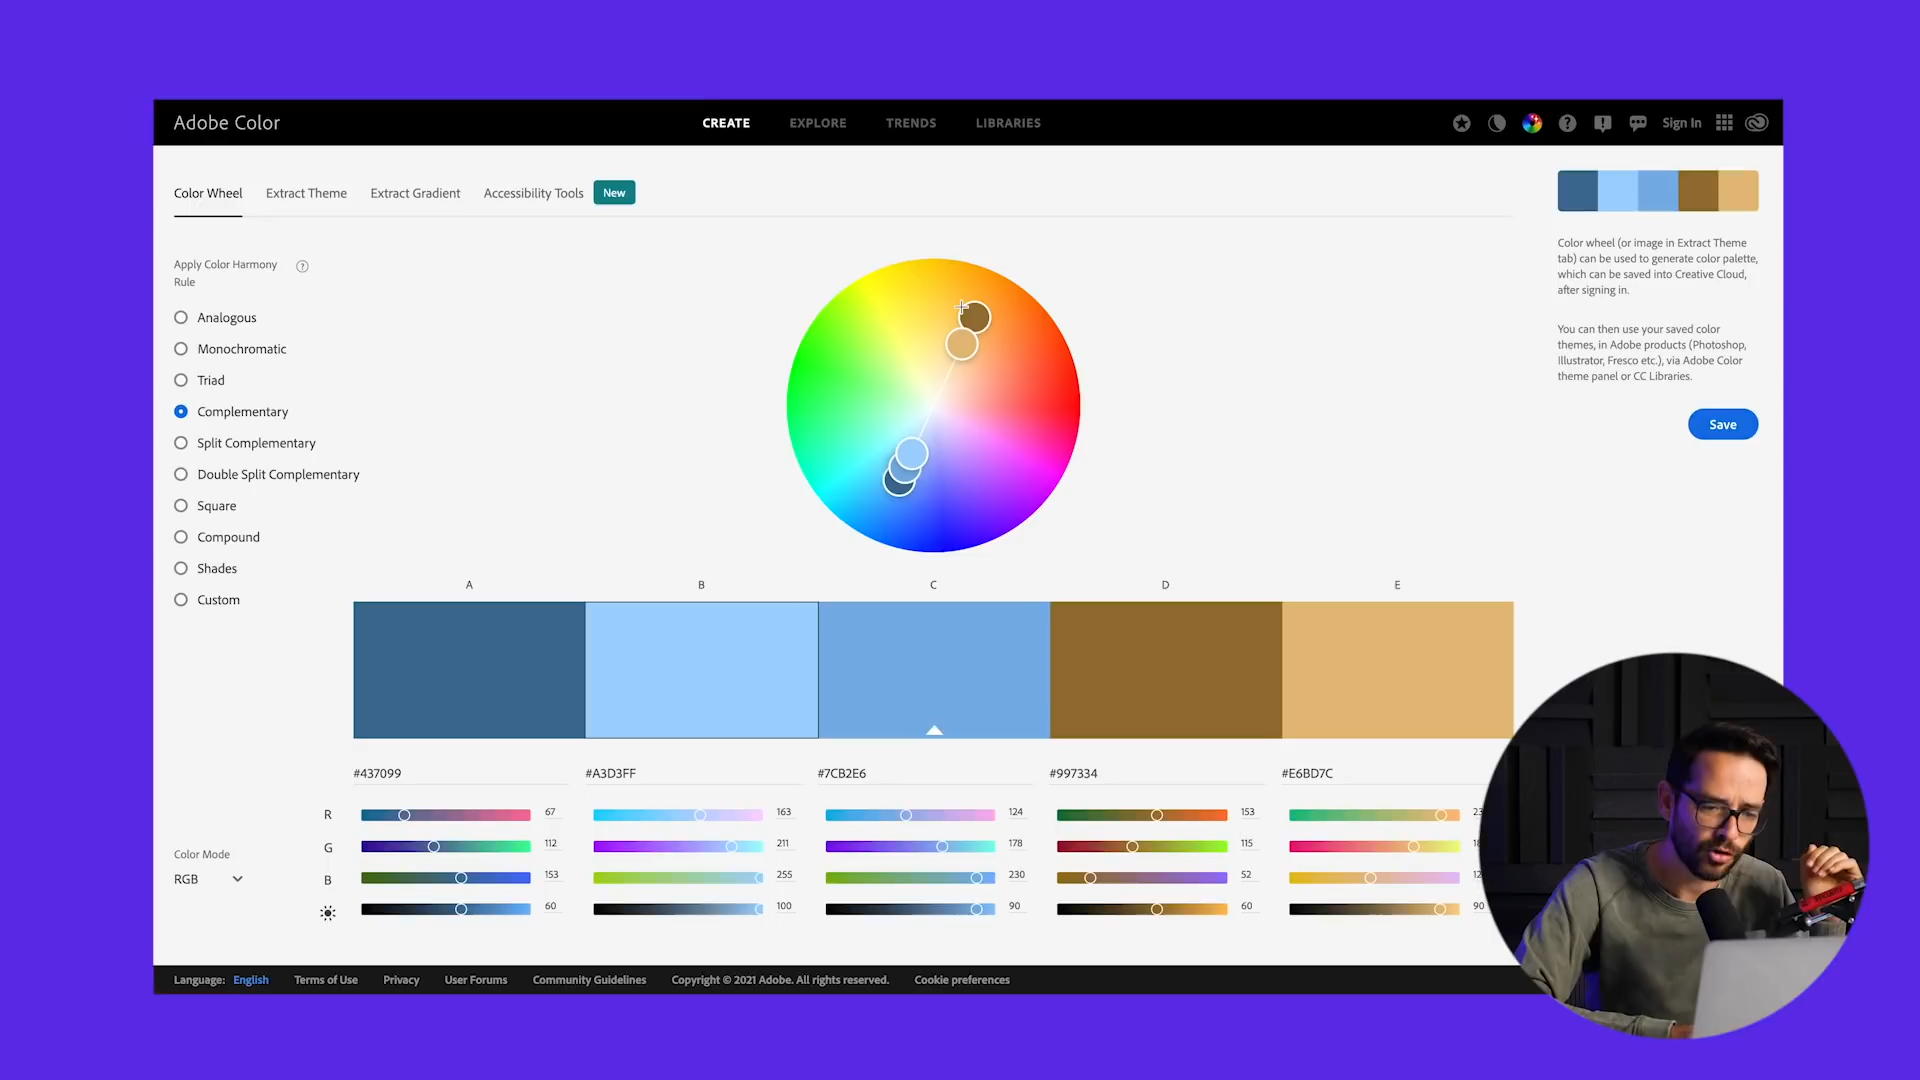 Adobe Color
CREATE
EXPLORE
TRENDS
LIBRARIES
Sign In
Color Wheel
Extract Theme
Extract Gradient
Accessibility Tools
New
Apply Color Harmony
Rule
Analogous
Monochromatic
Triad
Complementary
Split Complementary
Double Split Complementary
Square
Compound
Shades
Custom
Color wheel (or image in Extract Theme
tab) can be used to generate color palette,
which can be saved into Creative Cloud,
after signing in.
You can then use your saved color
themes, in Adobe products (Photoshop,
Illustrator, Fresco etc.), via Adobe Color
theme panel or CC Libraries.
Save
A
B
C
D
E
#437099
#A3D3FF
#7CB2E6
#997334
#E6BD7C
R
67
163
124
153
G
112
211
178
115
Color Mode
RGB
B
153
255
230
52
60
100
90
60
90
Language: English
Terms of Use
Privacy
User Forums
Community Guidelines
Copyright © 2021 Adobe. All rights reserved.
Cookie preferences